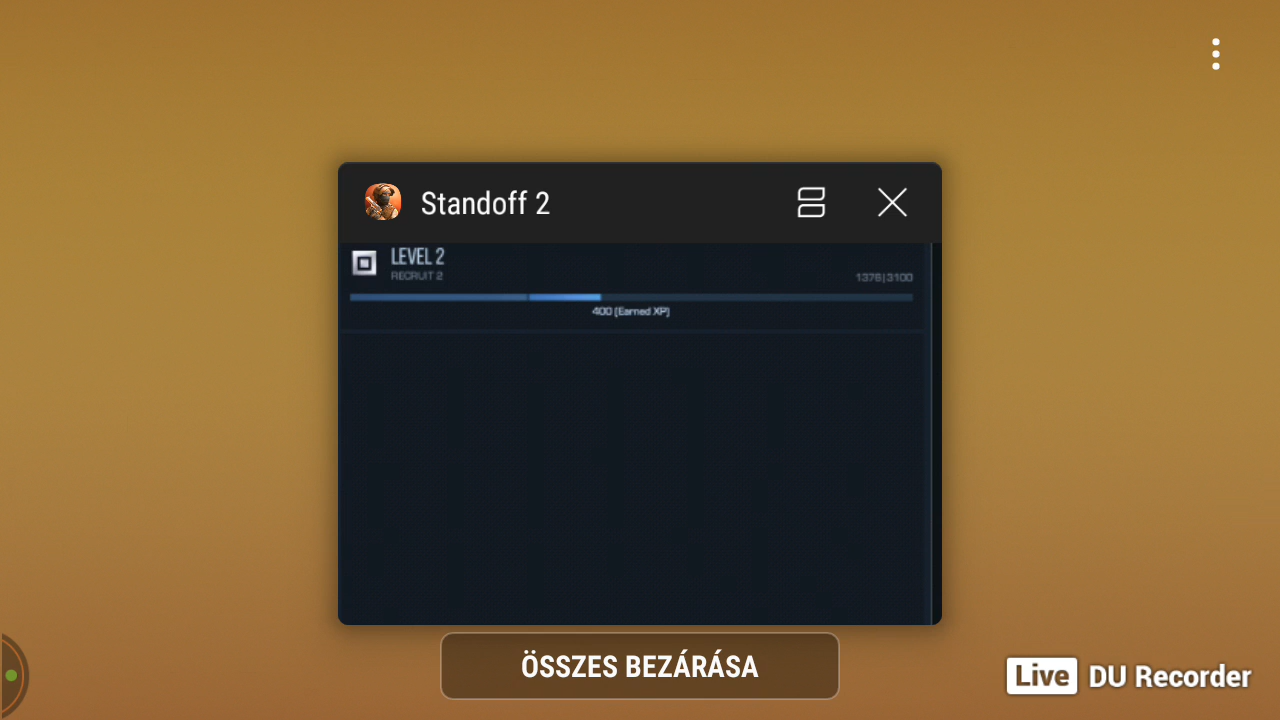 Standoff 2
LEVEL 2
RECRUIT 2
1376|3100
400 [Earned XP]
ÖSSZES BEZÁRÁSA
Live DU Recorder